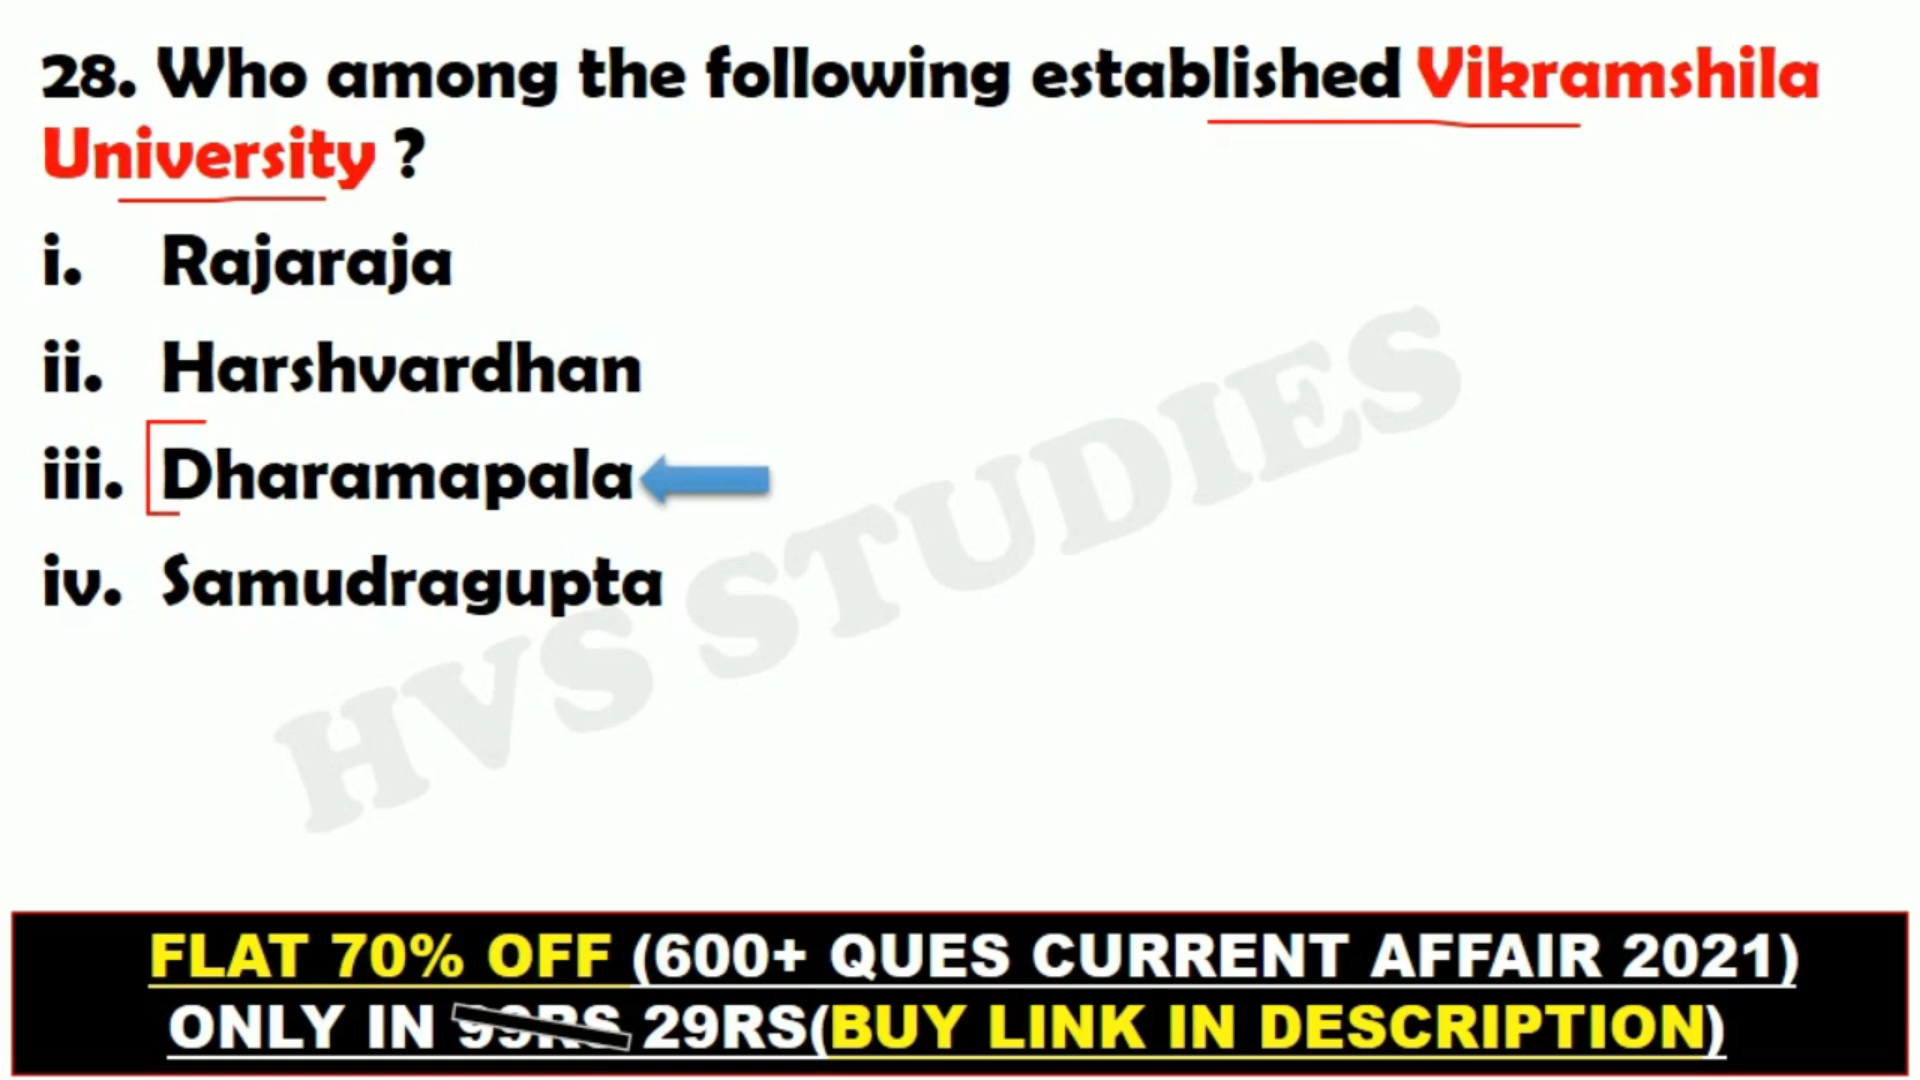 28. Who among the following established Vikramshila
University ?
i. Rajaraja
ii. Harshvardhan
iii. Dharamapala
iv. Samudragupta
HVS STUDIES
FLAT 70% OFF (600+ QUES CURRENT AFFAIR 2021)
ONLY IN 99RS 29RS(BUY LINK IN DESCRIPTION)